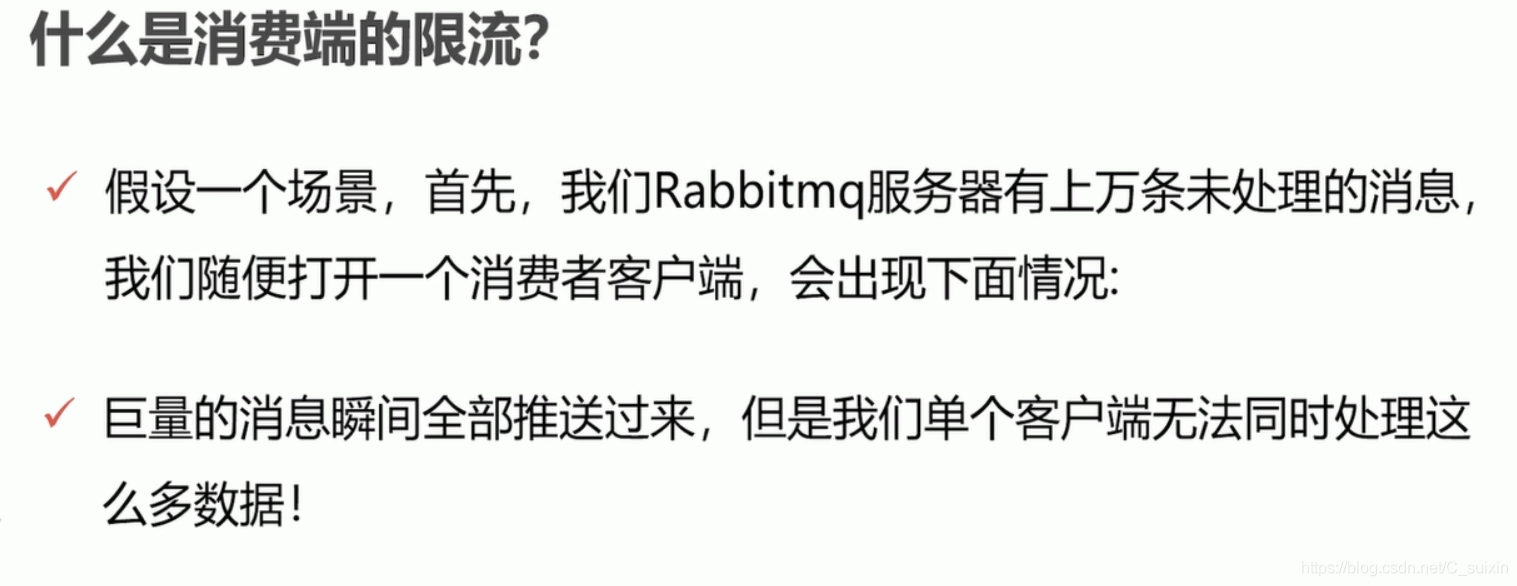 什么是消费端的限流?
✓ 假设一个场景，首先，我们Rabbitmq服务器有上万条未处理的消息，
我们随便打开一个消费者客户端，会出现下面情况:
✓ 巨量的消息瞬间全部推送过来，但是我们单个客户端无法同时处理这
么多数据!
https://blog.csdn.net/C_suixin